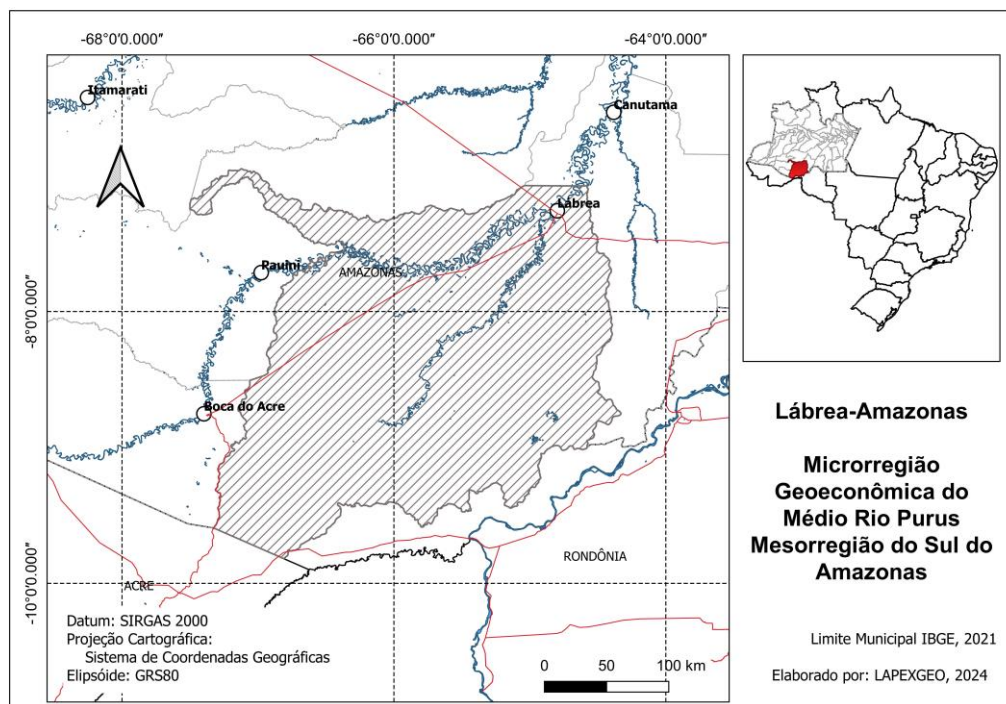 -68°0'0.000"
-66°0'0.000"
-64°0'0.000"
Itamarati
Canutama
Lábrea
Pauini
AMAZONAS
-8°0'0.000"
Boca do Acre
-10°0'0.000"
RONDÔNIA
ACRE
Datum: SIRGAS 2000
Projeção Cartográfica:
Sistema de Coordenadas Geográficas
Elipsóide: GRS80
0 50 100 km
Lábrea-Amazonas
Microrregião
Geoeconômica do
Médio Rio Purus
Mesorregião do Sul do
Amazonas
Limite Municipal IBGE, 2021
Elaborado por: LAPEXGEO, 2024